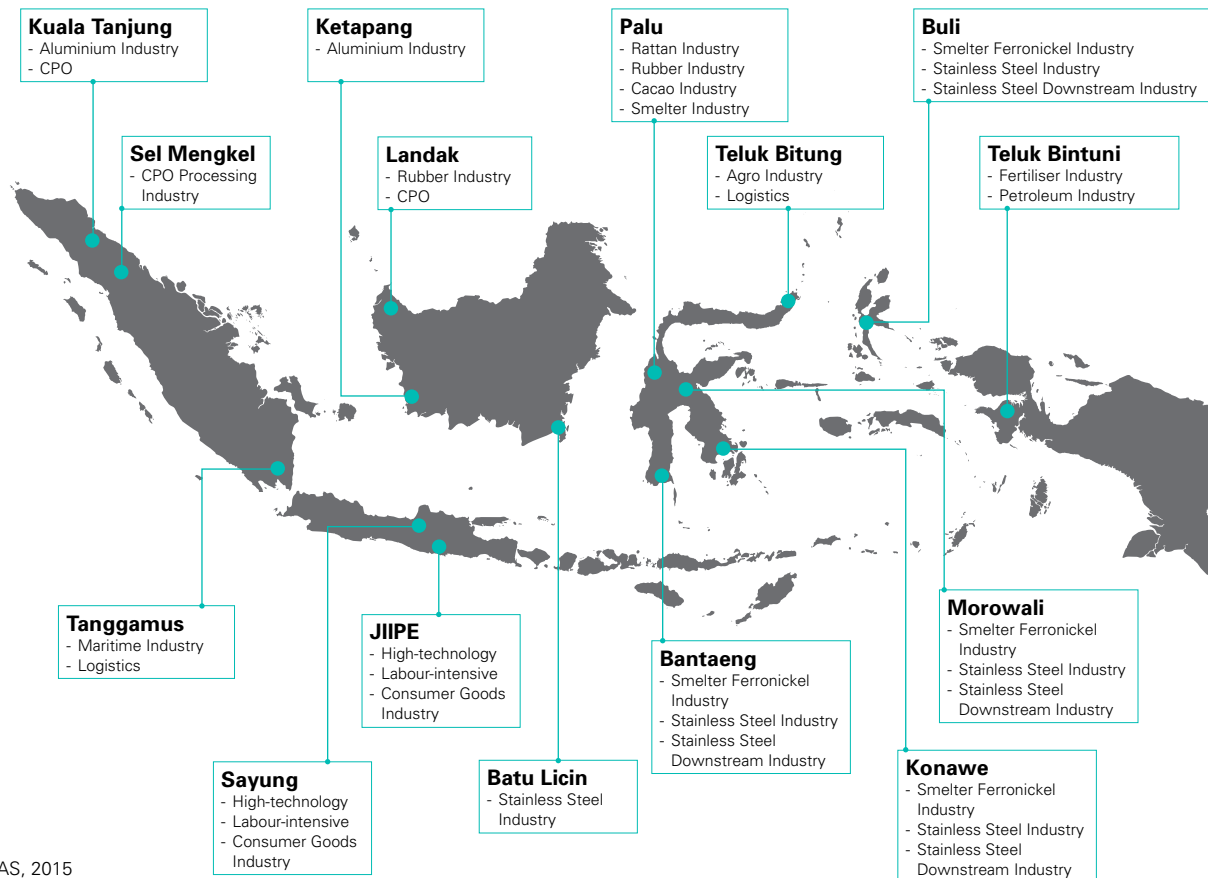 Kuala Tanjung
- Aluminium Industry
- CPO
Ketapang
- Aluminium Industry
Palu
- Rattan Industry
- Rubber Industry
- Cacao Industry
- Smelter Industry
Buli
- Smelter Ferronickel Industry
- Stainless Steel Industry
- Stainless Steel Downstream Industry
Sel Mengkel
- CPO Processing
Industry
Landak
- Rubber Industry
- CPO
Teluk Bitung
- Agro Industry
- Logistics
Teluk Bintuni
- Fertiliser Industry
- Petroleum Industry
Tanggamus
- Maritime Industry
- Logistics
JIIPE
- High-technology
- Labour-intensive
- Consumer Goods
Industry
Bantaeng
- Smelter Ferronickel
Industry
- Stainless Steel Industry
- Stainless Steel
Downstream Industry
Morowali
- Smelter Ferronickel
Industry
- Stainless Steel Industry
- Stainless Steel
Downstream Industry
Sayung
- High-technology
- Labour-intensive
- Consumer Goods
Industry
Batu Licin
- Stainless Steel
Industry
Konawe
- Smelter Ferronickel
Industry
- Stainless Steel Industry
- Stainless Steel
Downstream Industry
AS, 2015